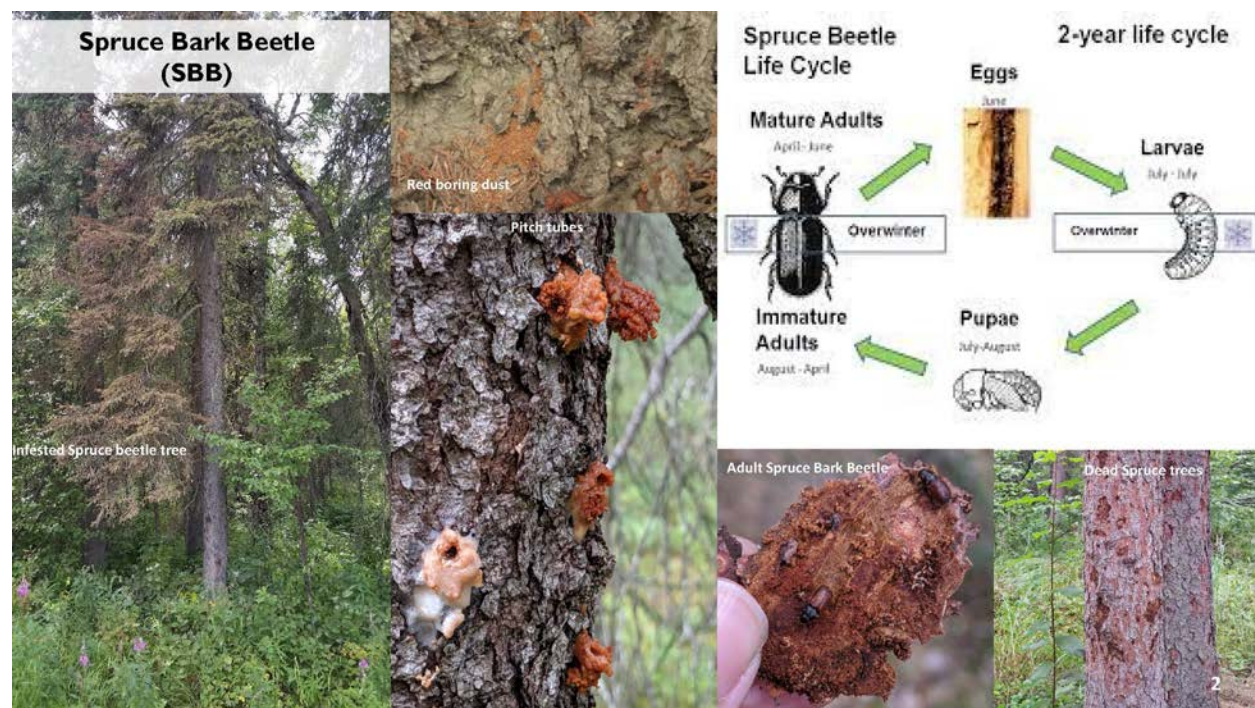 Spruce Bark Beetle
(SBB)
Infested Spruce beetle tree
Red boring dust
Pitch tubes
Spruce Beetle
Life Cycle
2-year life cycle
Eggs
June
Mature Adults
April - June
Larvae
July - July
Overwinter
Overwinter
Immature
Adults
August - April
Pupae
July-August
Adult Spruce Bark Beetle
Dead Spruce trees
2